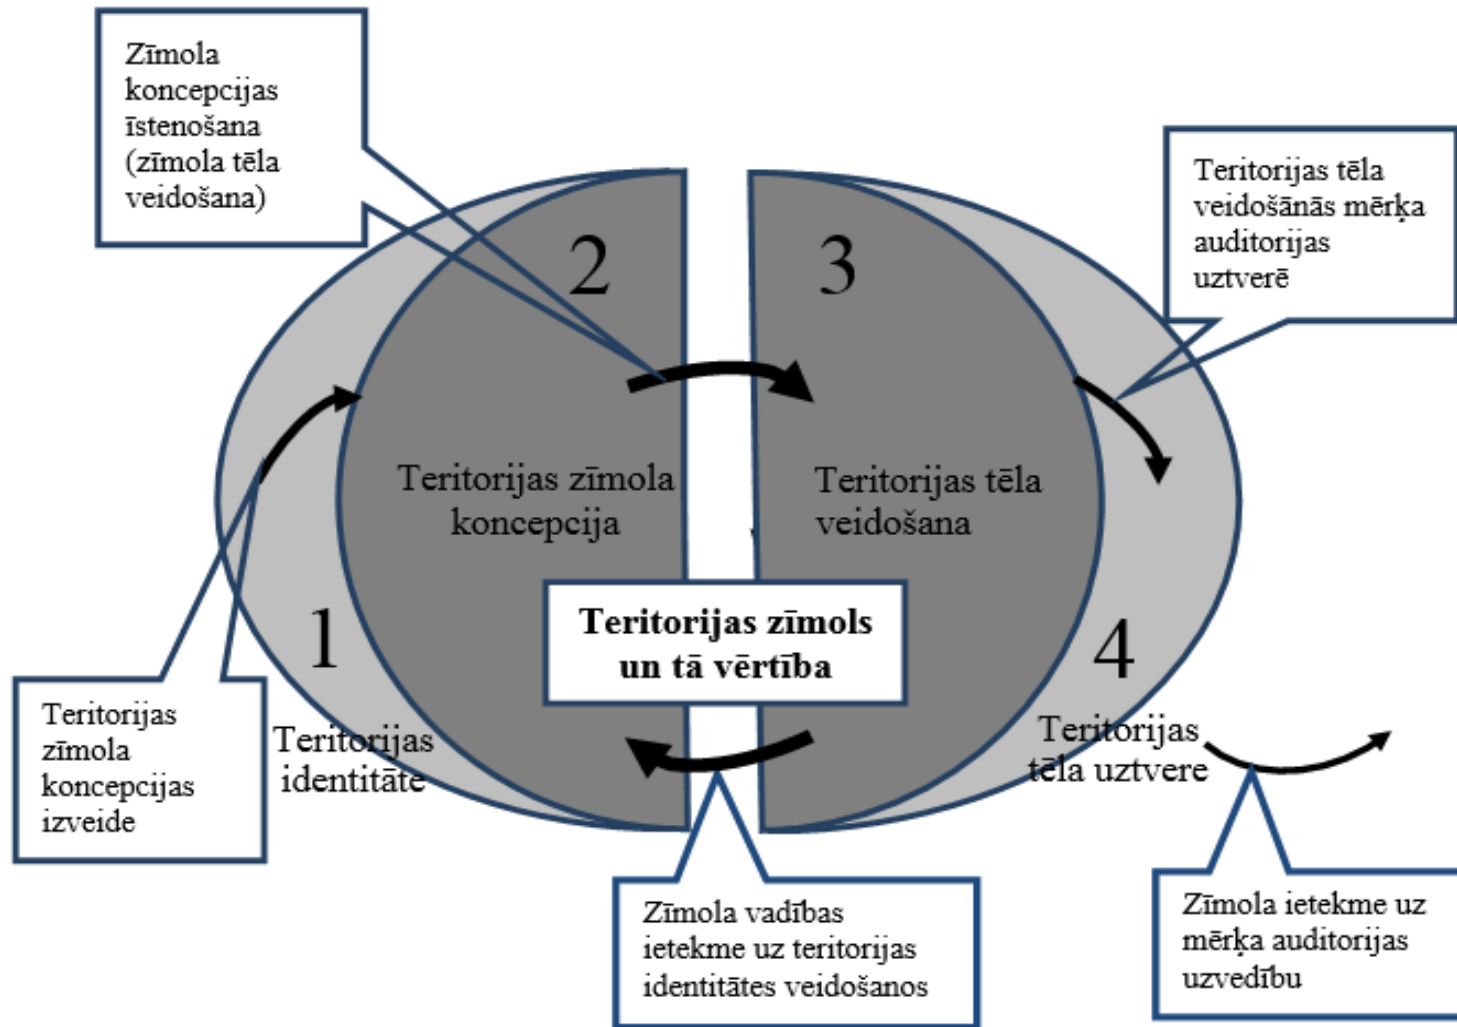 Zīmola
koncepcijas
īstenošana
(zīmola tēla
veidošana)
Teritorijas tēla
veidošānās mērķa
auditorijas
uztverē
2
3
Teritorijas zīmola
koncepcija
Teritorijas tēla
veidošana
Teritorijas zīmols
un tā vērtība
1
4
Teritorijas
zīmola
koncepcijas
izveide
Teritorijas
identitāte
Teritorijas
tēla uztvere
Zīmola vadības
ietekme uz teritorijas
identitātes veidošanos
Zīmola ietekme uz
mērķa auditorijas
uzvedību